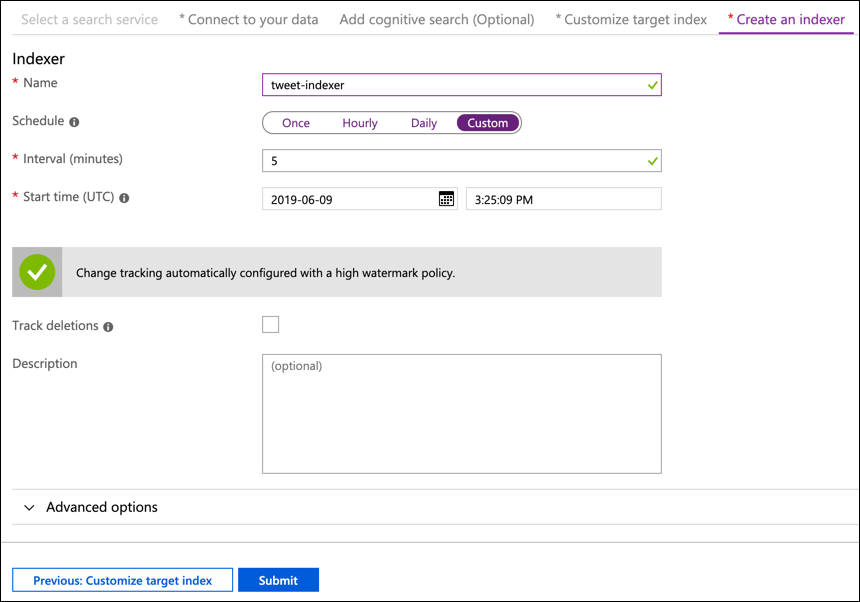 Select a search service * Connect to your data Add cognitive search (Optional) * Customize target index * Create an indexer
Indexer
* Name tweet-indexer
Schedule Once Hourly Daily Custom
* Interval (minutes) 5
* Start time (UTC) 2019-06-09 3:25:09 PM
Change tracking automatically configured with a high watermark policy.
Track deletions
Description (optional)
Advanced options
Previous: Customize target index Submit